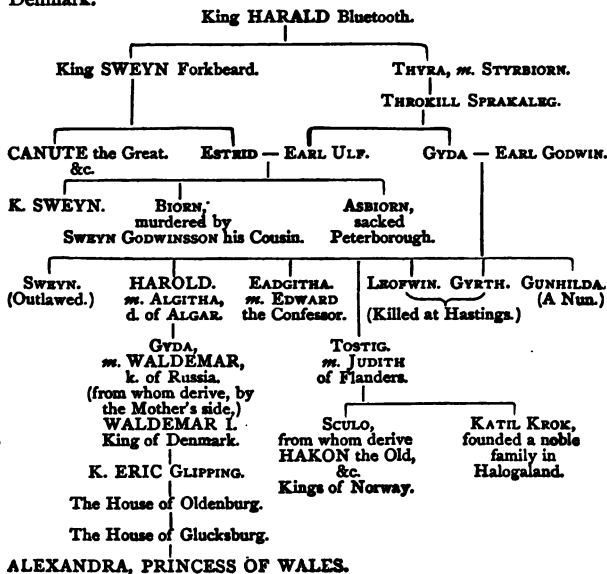 Denmark.
King HARALD Bluetooth.
King SWEYN Forkbeard.
THYRA, m. STYRBIORN.
THROKILL SPRAKALEG.
CANUTE the Great.
&c.
ESTRID — EARL ULF.
GYDA — EARL GODWIN.
K. SWEYN.
BIORN,
murdered by
SWEYN GODWINSSON his Cousin.
ASBIORN,
sacked
Peterborough.
SWEYN.
(Outlawed.)
HAROLD.
m. ALGITHA,
d. of ALGAR.
EADGITHA.
m. EDWARD
the Confessor.
LEOFWIN. GYRTH.
(Killed at Hastings.)
GUNHILDA.
(A Nun.)
GYDA,
m. WALDEMAR,
k. of Russia.
(from whom derive, by
the Mother's side,)
WALDEMAR I.
King of Denmark.
K. ERIC GLIPPING.
The House of Oldenburg.
The House of Glucksburg.
ALEXANDRA, PRINCESS OF WALES.
TOSTIG.
m. JUDITH
of Flanders.
SCULO,
from whom derive
HAKON the Old,
&c.
Kings of Norway.
KATIL KROK,
founded a noble
family in
Halogaland.